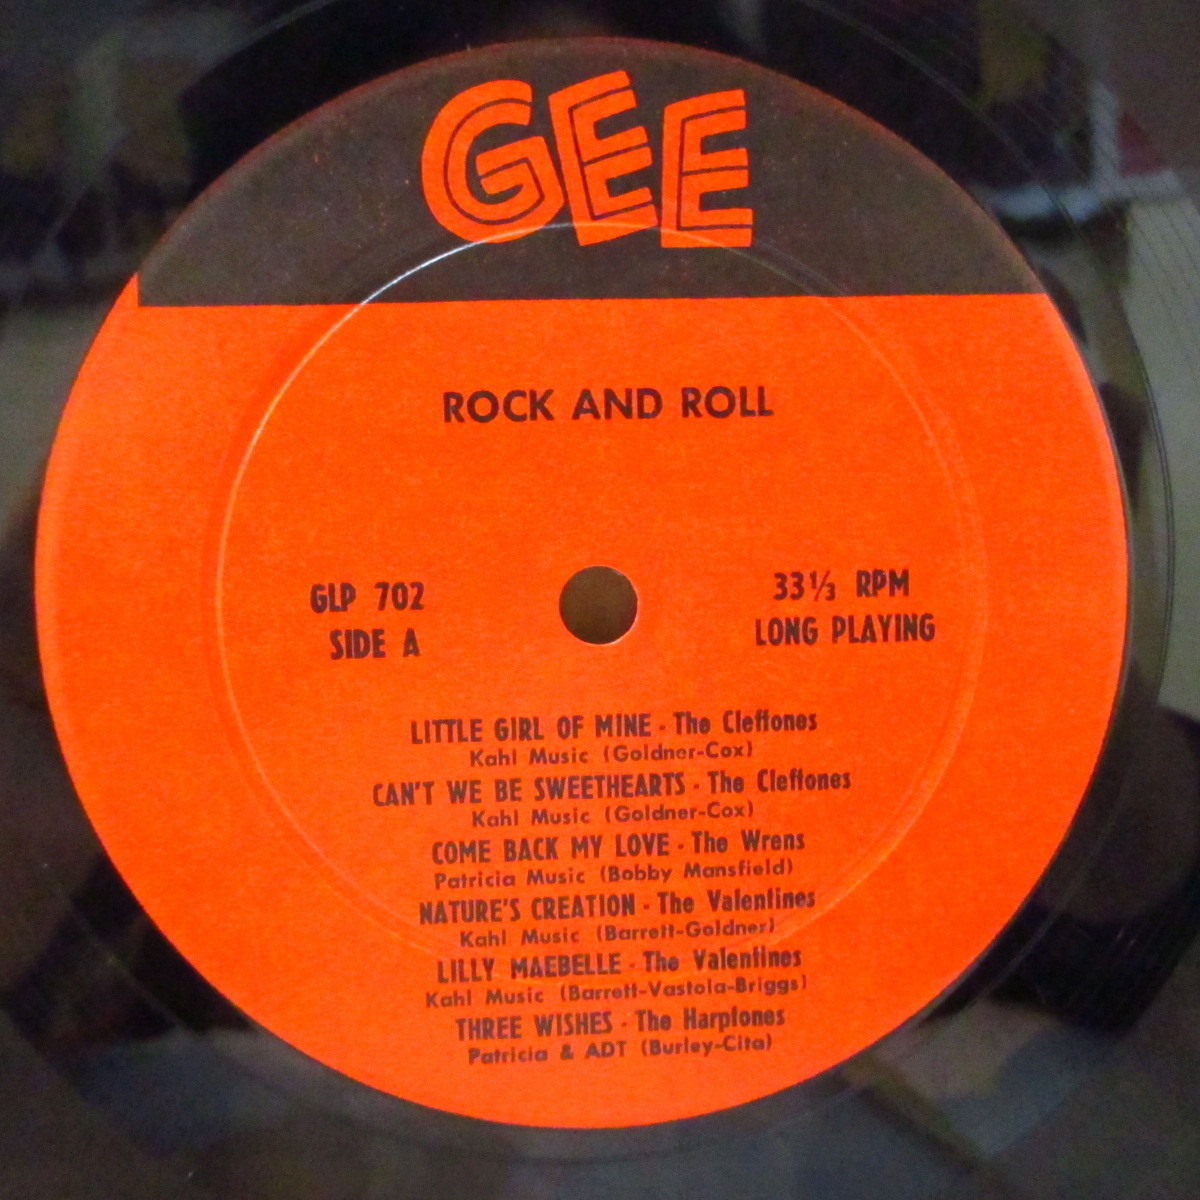 GEE
ROCK AND ROLL
GLP 702
SIDE A
33⅓ RPM
LONG PLAYING
LITTLE GIRL OF MINE - The Cleftones
Kahl Music (Goldner-Cox)
CAN'T WE BE SWEETHEARTS - The Cleftones
Kahl Music (Goldner-Cox)
COME BACK MY LOVE - The Wrens
Patricia Music (Bobby Mansfield)
NATURE'S CREATION - The Valentines
Kahl Music (Barrett-Goldner)
LILLY MAEBELLE - The Valentines
Kahl Music (Barrett-Vastola-Briggs)
THREE WISHES - The Harptones
Patricia & ADT (Burley-Cita)